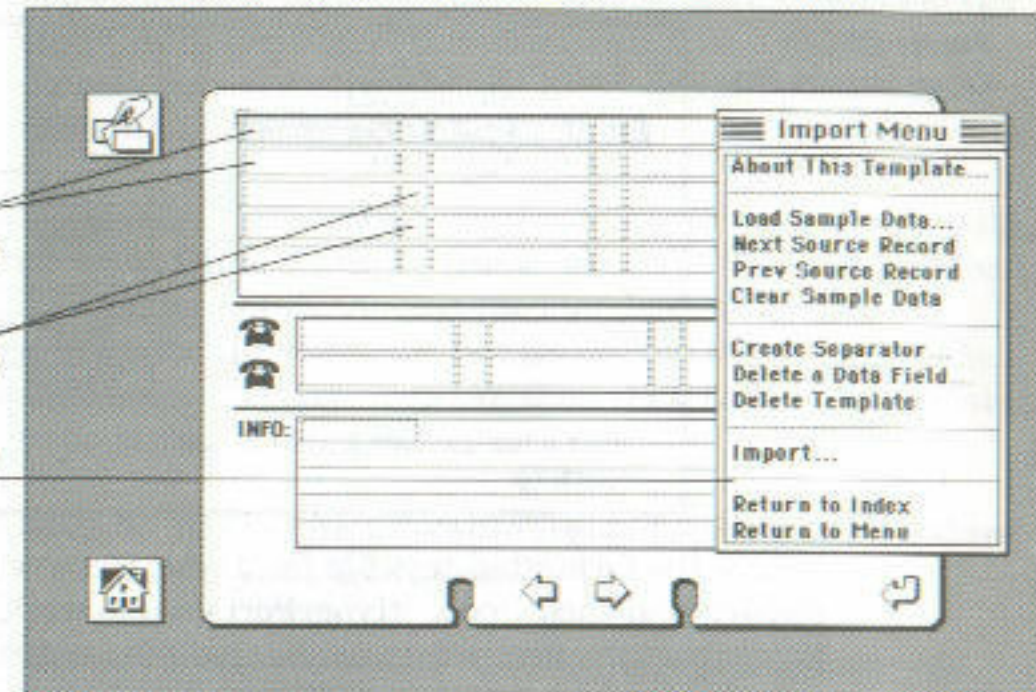 Import Menu
About This Template...
Load Sample Data...
Next Source Record
Prev Source Record
Clear Sample Data
Create Separator...
Delete a Data Field...
Delete Template
Import...
Return to Index
Return to Menu
INFO: